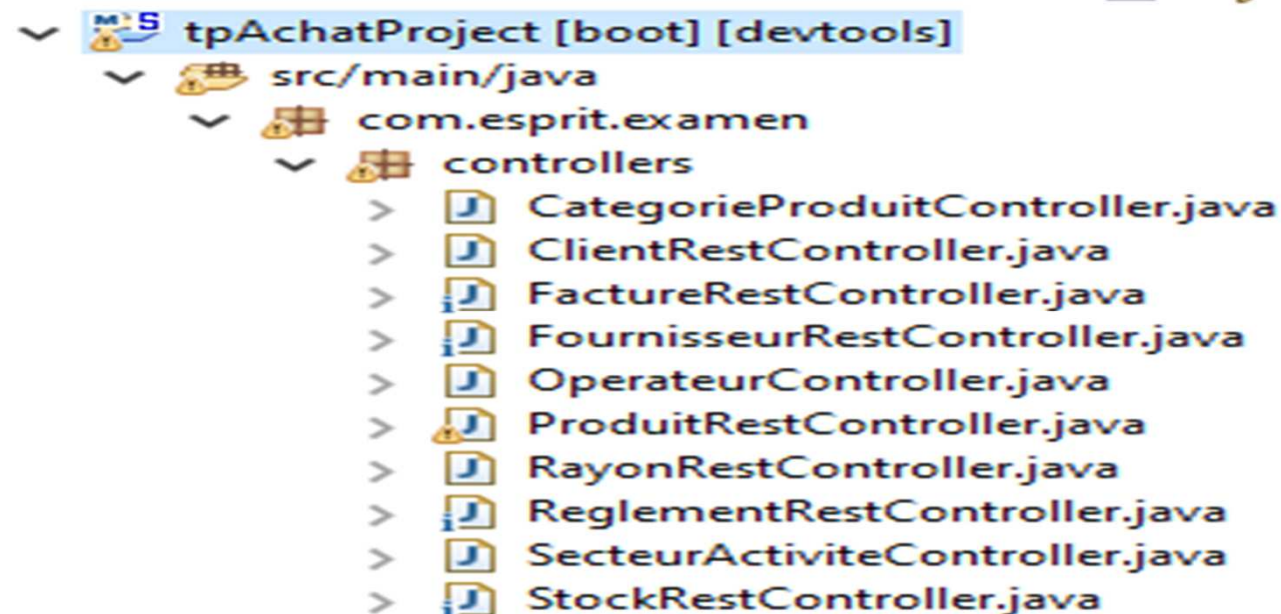 tpAchatProject [boot] [devtools]
src/main/java
com.esprit.examen
controllers
CategorieProduitController.java
ClientRestController.java
FactureRestController.java
FournisseurRestController.java
OperateurController.java
ProduitRestController.java
RayonRestController.java
ReglementRestController.java
SecteurActiviteController.java
StockRestController.java